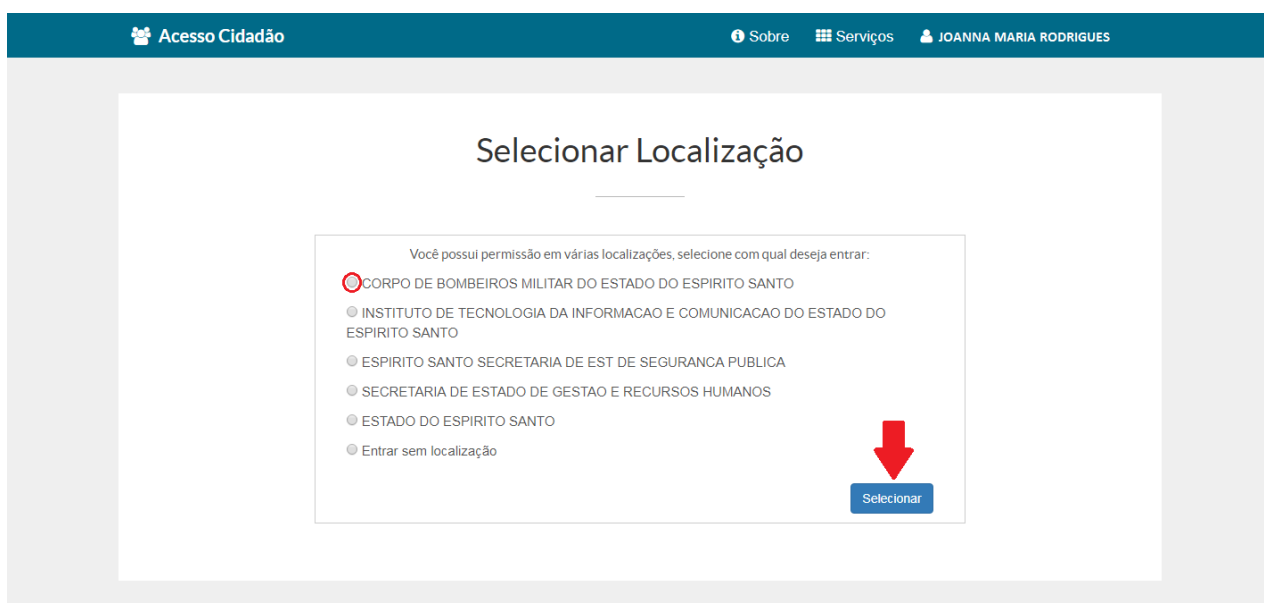 Acesso Cidadão
Sobre
Serviços
JOANNA MARIA RODRIGUES
Selecionar Localização
Você possui permissão em várias localizações, selecione com qual deseja entrar:
CORPO DE BOMBEIROS MILITAR DO ESTADO DO ESPIRITO SANTO
INSTITUTO DE TECNOLOGIA DA INFORMACAO E COMUNICACAO DO ESTADO DO
ESPIRITO SANTO
ESPIRITO SANTO SECRETARIA DE EST DE SEGURANCA PUBLICA
SECRETARIA DE ESTADO DE GESTAO E RECURSOS HUMANOS
ESTADO DO ESPIRITO SANTO
Entrar sem localização
Selecionar